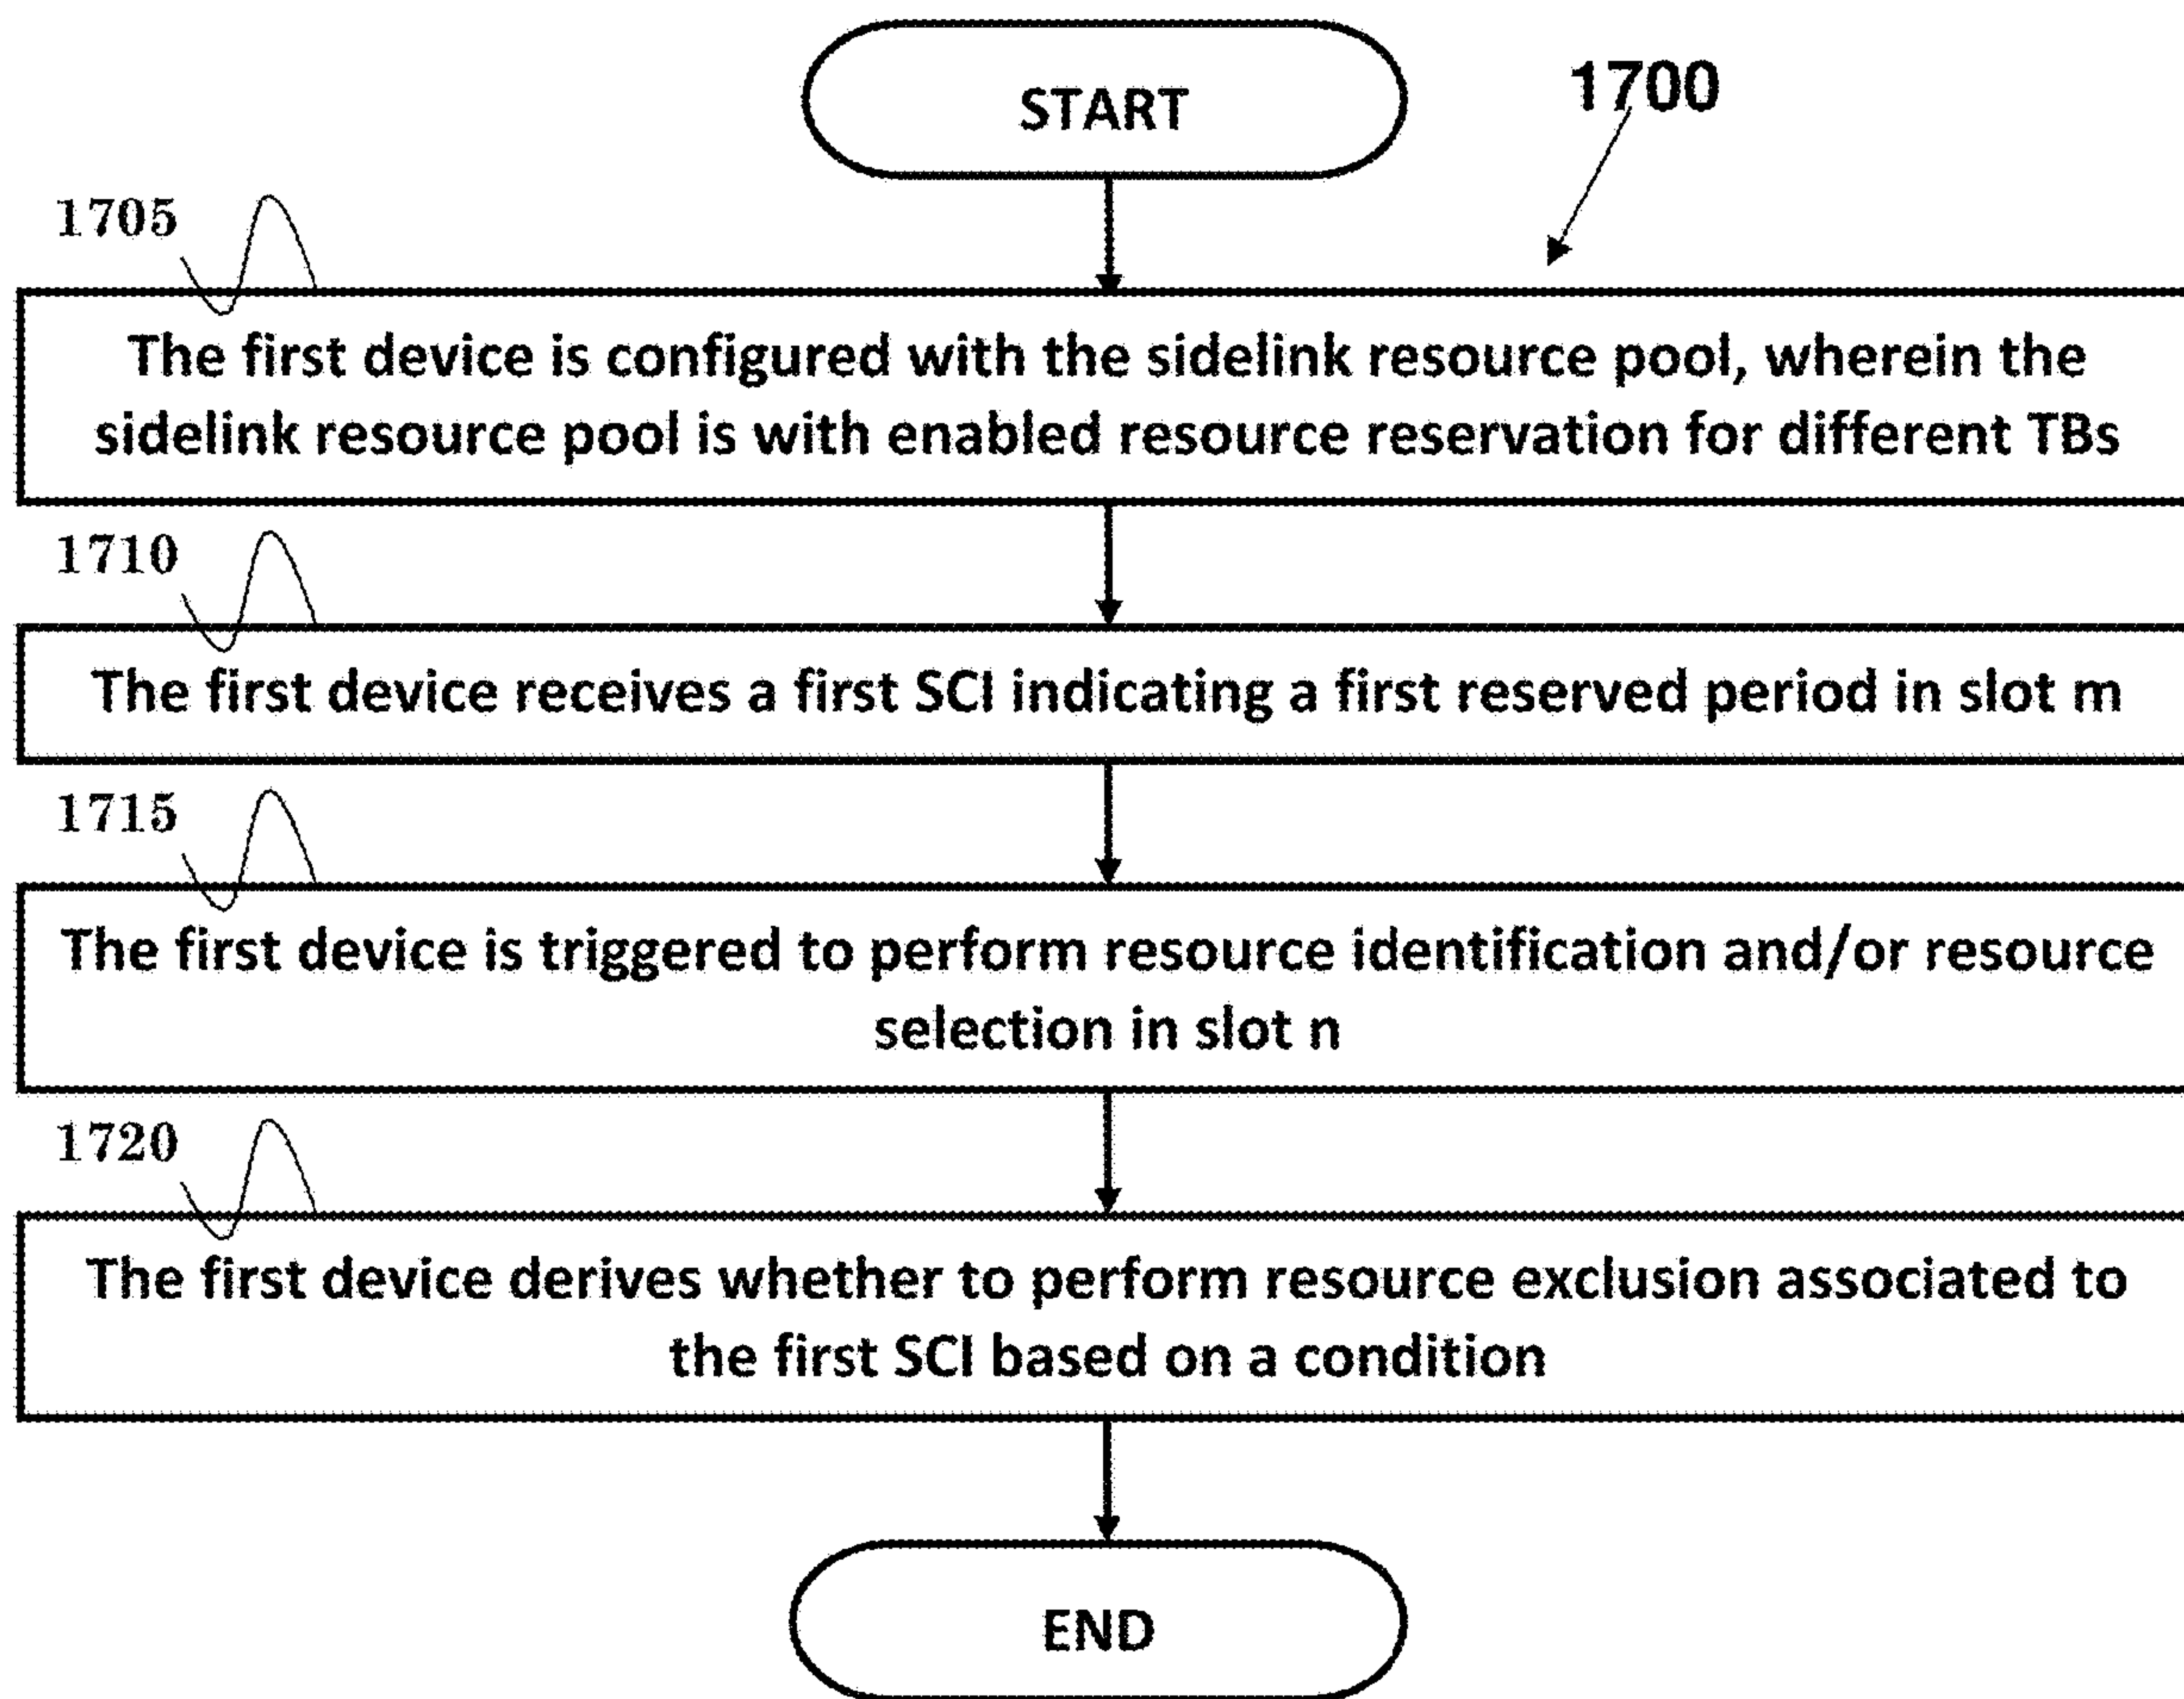 START
1700
1705
The first device is configured with the sidelink resource pool, wherein the
sidelink resource pool is with enabled resource reservation for different TBs
1710
The first device receives a first SCI indicating a first reserved period in slot m
1715
The first device is triggered to perform resource identification and/or resource
selection in slot n
1720
The first device derives whether to perform resource exclusion associated to
the first SCI based on a condition
END